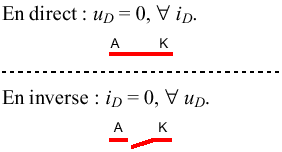 En direct : u_D = 0, ∀ i_D.
A K
En inverse : i_D = 0, ∀ u_D.
A K